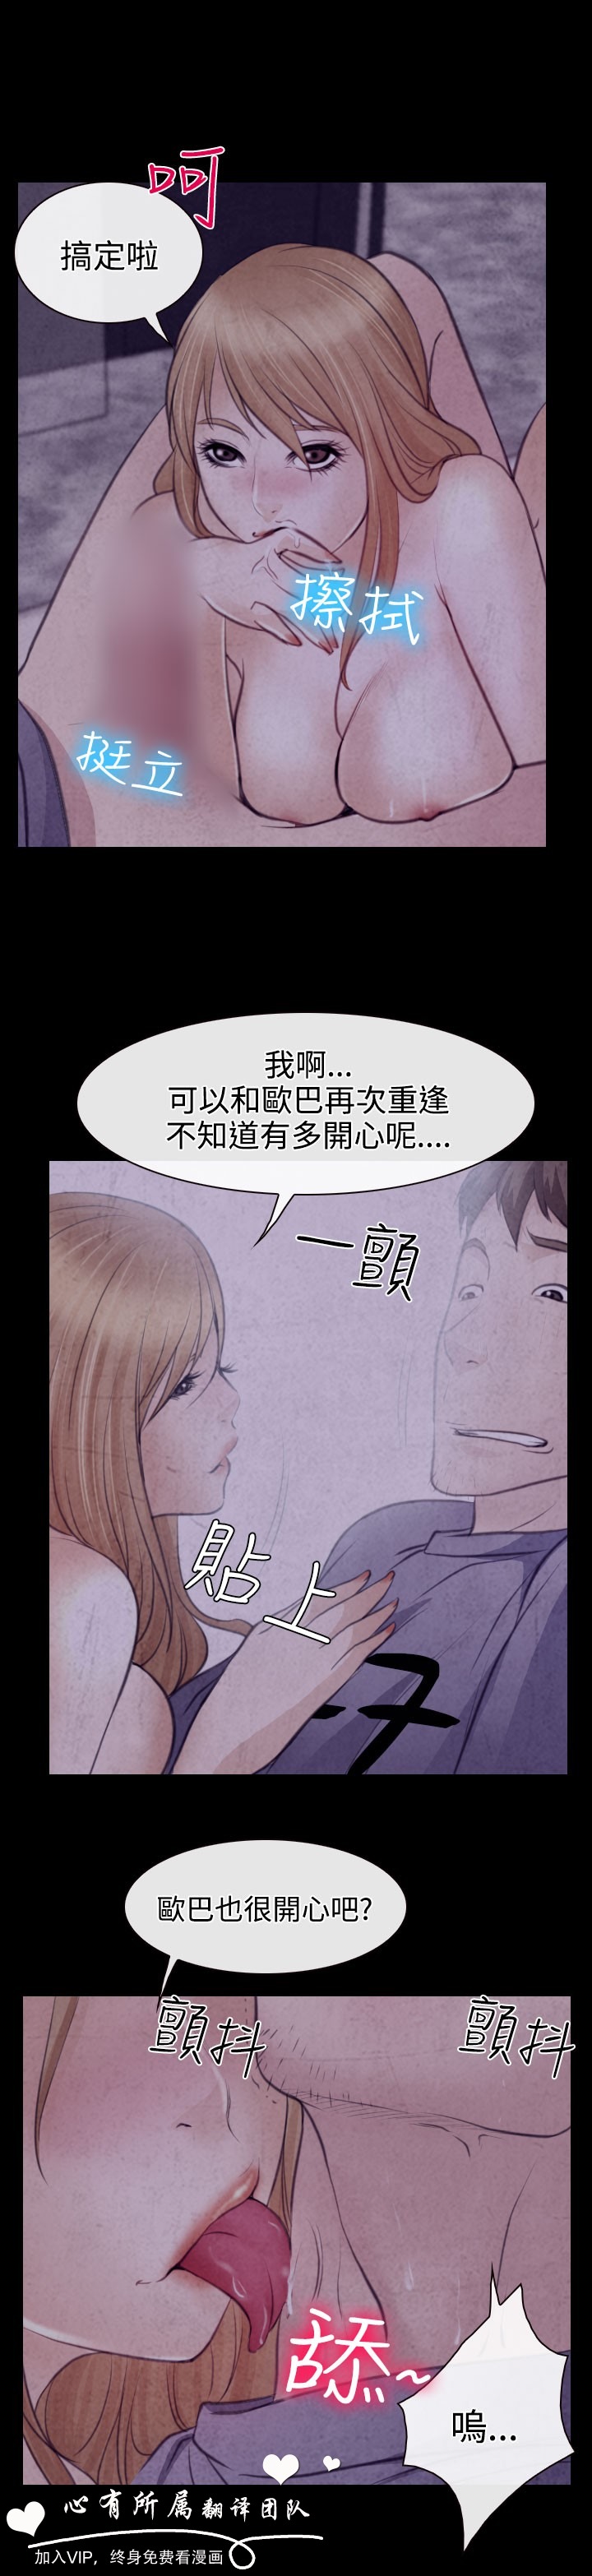 呵
搞定啦
擦拭
挺立
我啊...
可以和歐巴再次重逢
不知道有多開心呢....
一顫
貼上
歐巴也很開心吧?
顫抖
顫抖
舔~
嗚...
心有所属翻译团队
加入VIP，终身免费看漫画